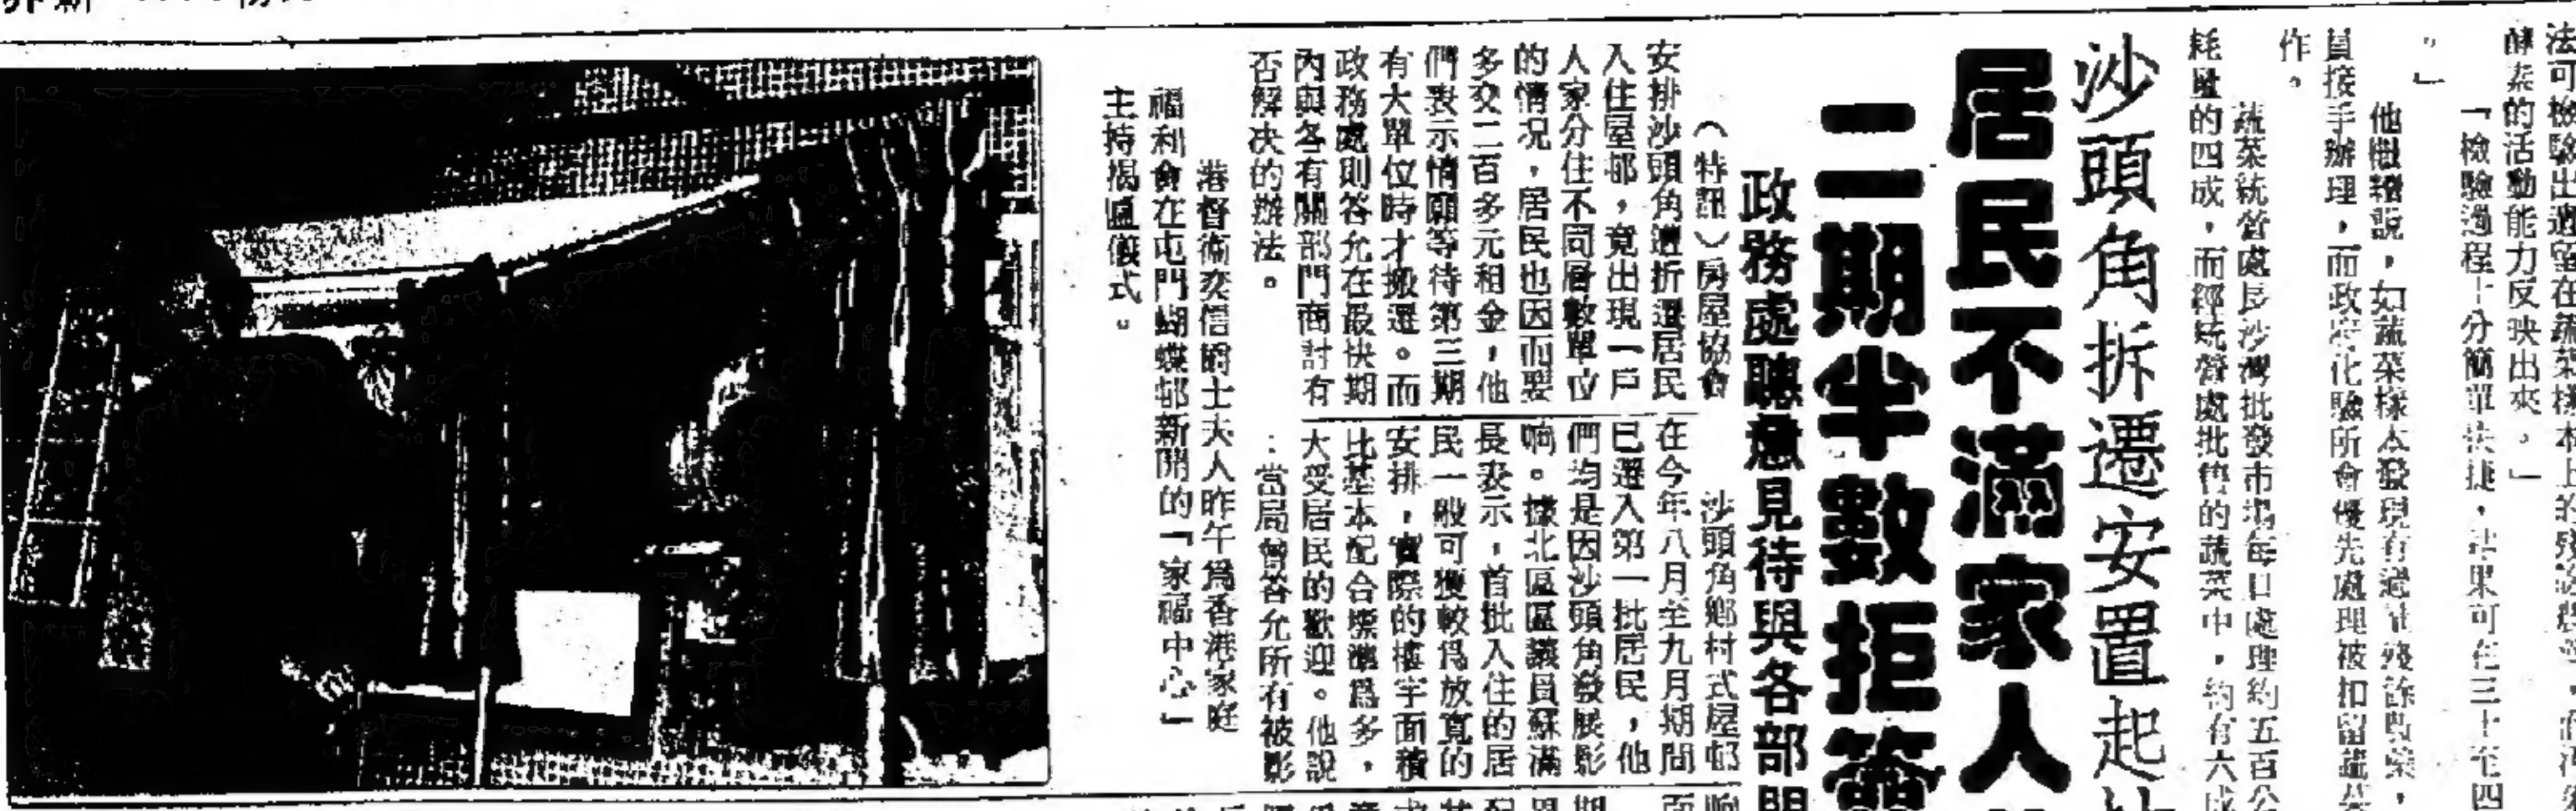 法可檢驗出過留在蔬菜樣本上的殘
酵素的活動能力反映出來。」
「檢驗過程十分簡單快捷，結果可在三十至四
。」
他概括說，如蔬菜樣本發現有過量殘餘農藥，
員接手辦理，而政府化驗所會優先處理被扣留蔬菜
作。
蔬菜統營處長沙灣批發市場每日處理約五百公
耗量的四成，而經統營處批售的蔬菜中，約有六成
沙頭角拆遷安置起
居民不滿家人
二期半數拒簽
政務處聽意見待與各部門
（特訊）房屋協會
安排沙頭角遭拆遷居民
入住屋邨，竟出現一戶
人家分住不同層數單位
的情況，居民也因而要
多交二百多元租金，他
們表示情願等待第三期
有大單位時才搬遷。而
政務處則答允在最快期
內與各有關部門商討有
否解決的辦法。
沙頭角鄉村式屋邨
在今年八月至九月期間
已遷入第一批居民，他
們均是因沙頭角發展影
响。據北區區議員蘇滿
長表示，首批入住的居
民一般可獲較爲放寬的
安排，實際的樓宇面積
比基本配合標準爲多，
大受居民的歡迎。他說
：當局曾答允所有被影
港督衞奕信爵士夫人昨午爲香港家庭
福利會在屯門蝴蝶邨新開的「家福中心」
主持揭匾儀式。